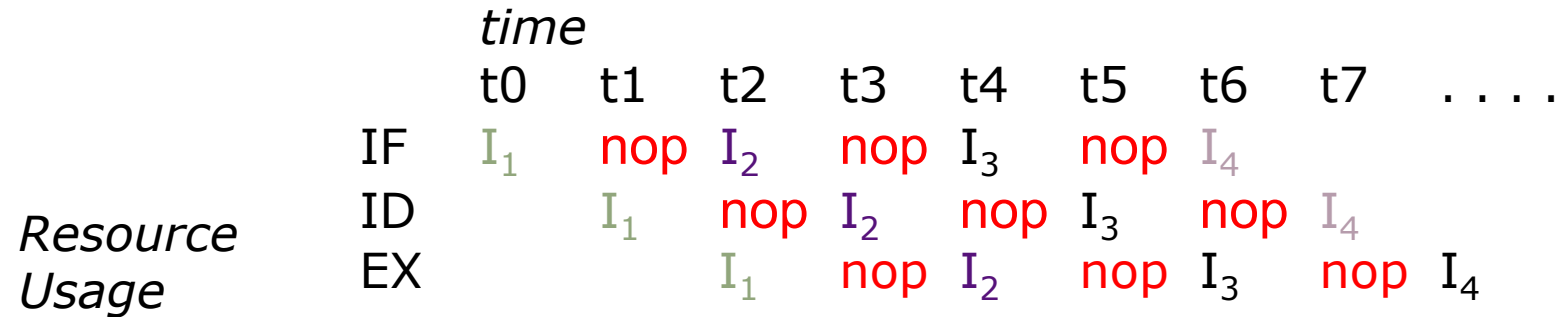 time
t0 t1 t2 t3 t4 t5 t6 t7 . . . .
IF I₁ nop I₂ nop I₃ nop I₄
ID I₁ nop I₂ nop I₃ nop I₄
Resource
EX I₁ nop I₂ nop I₃ nop I₄
Usage